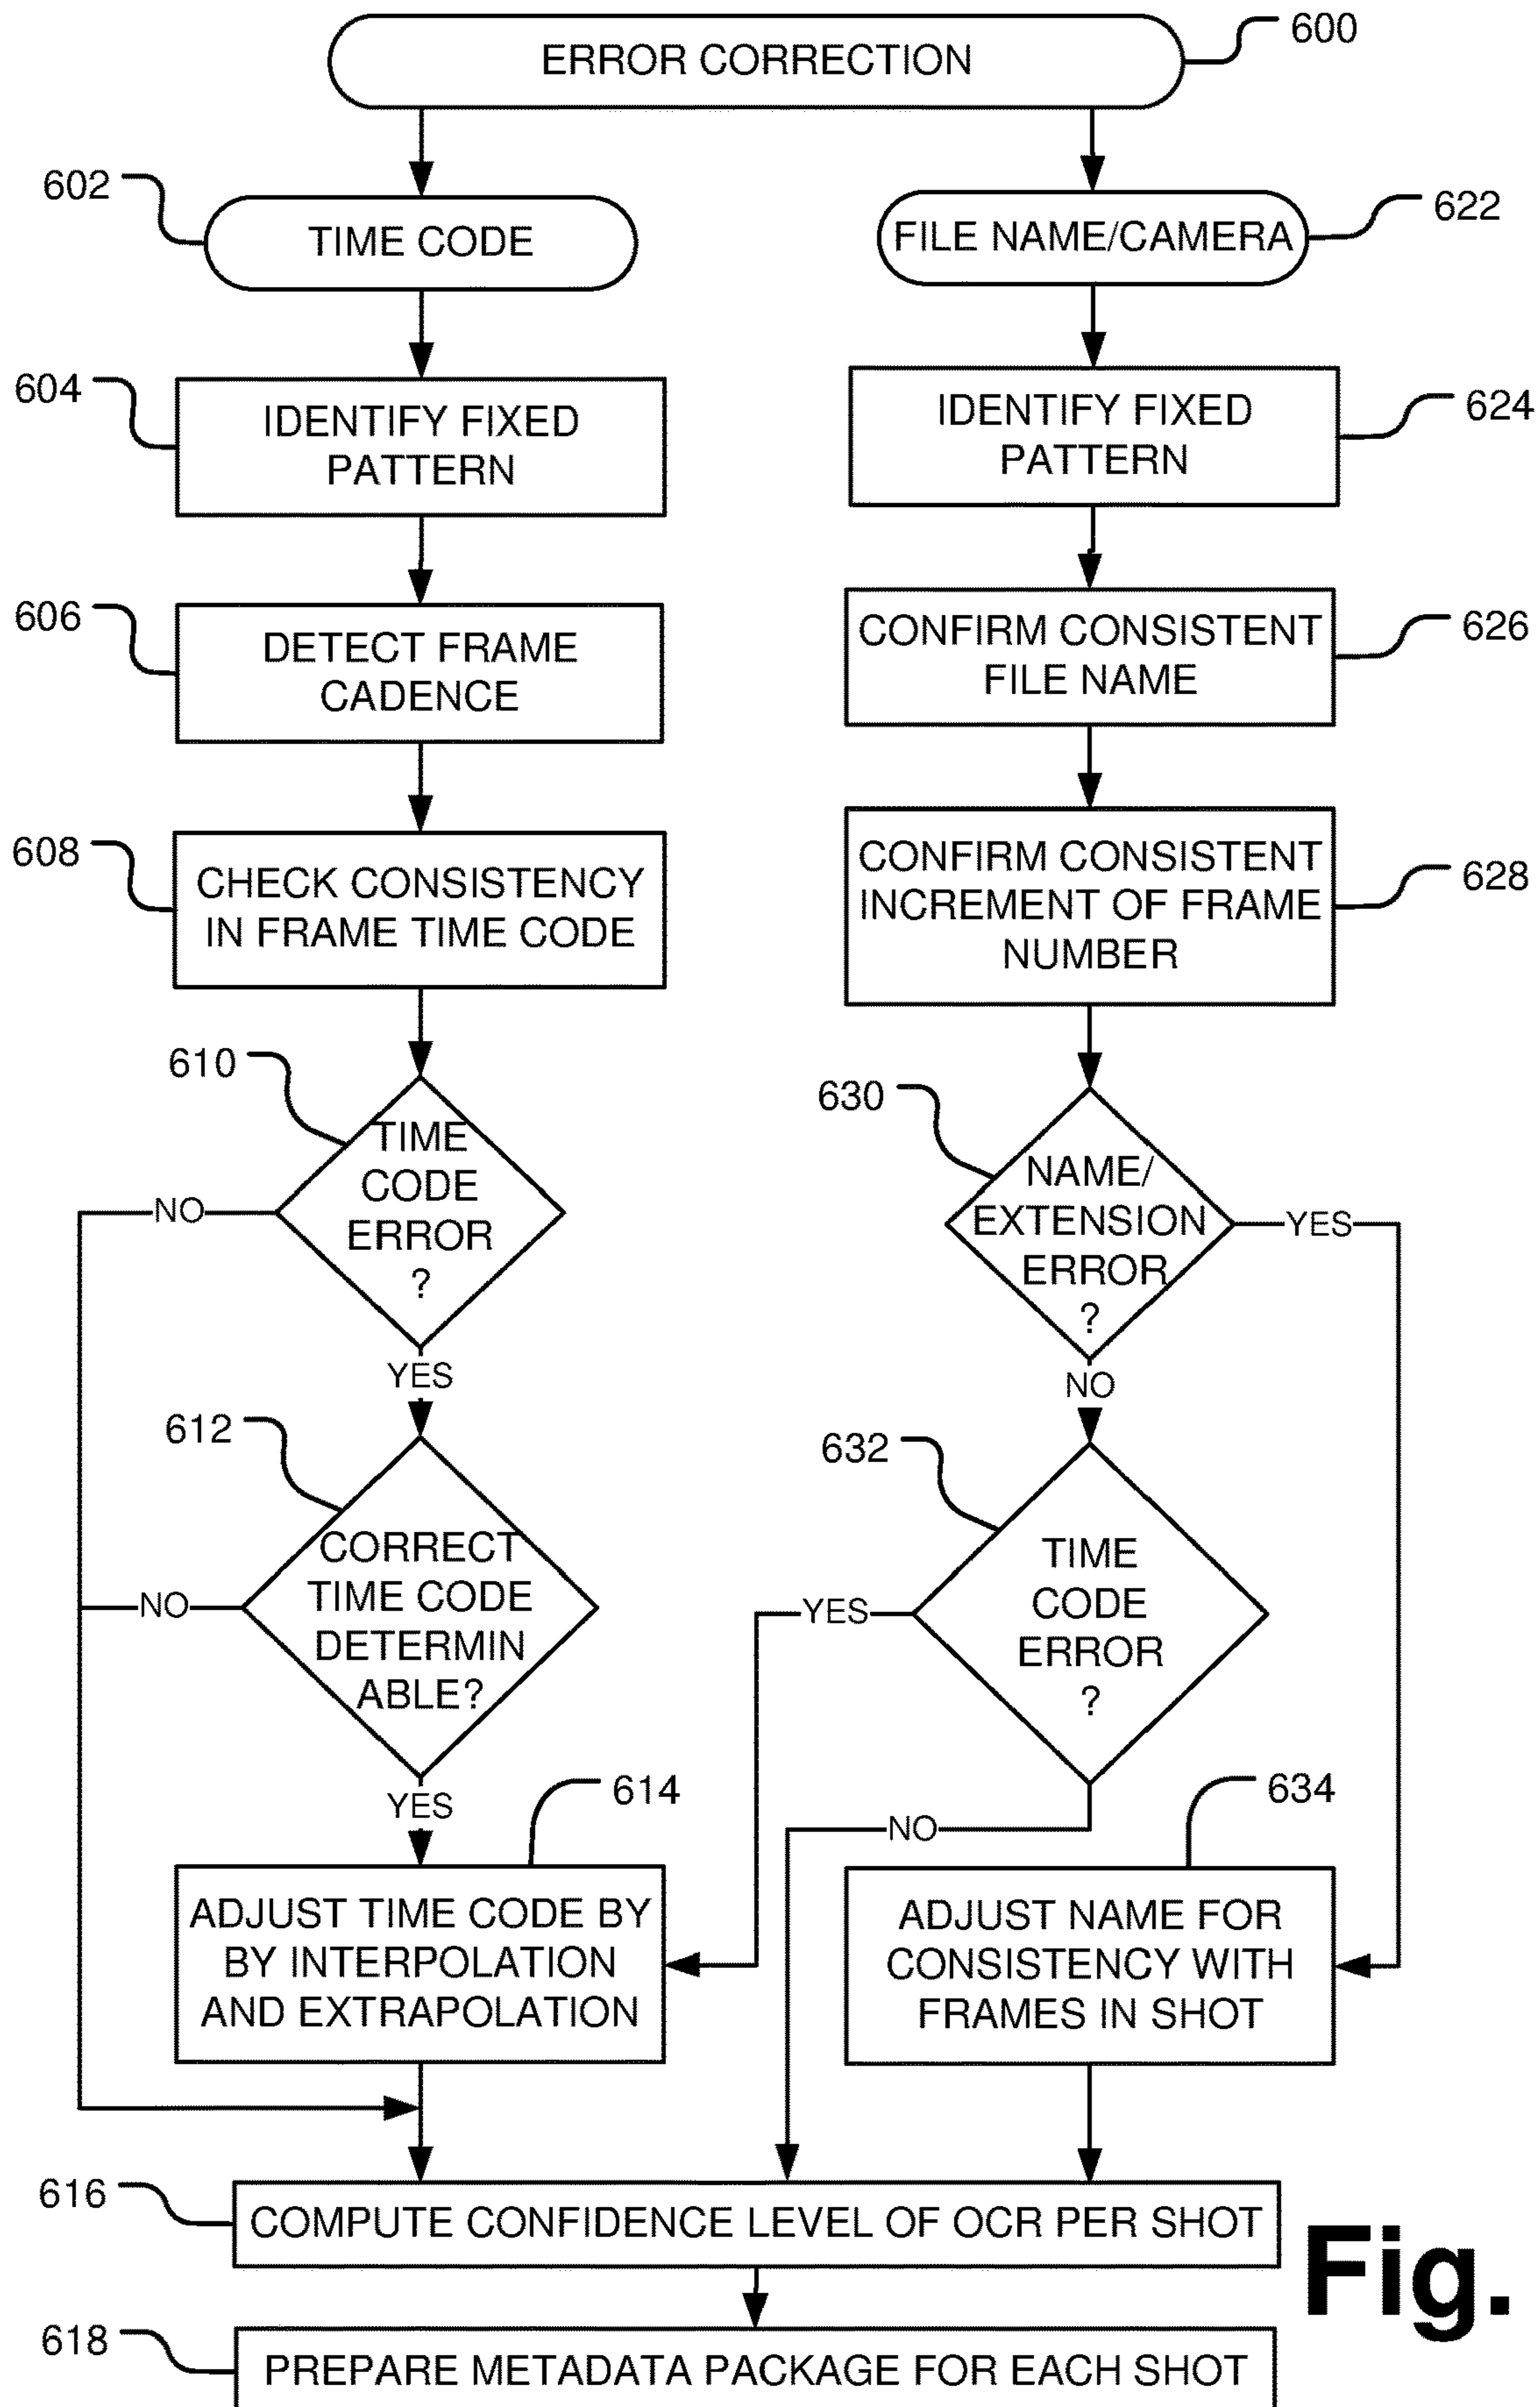 ERROR CORRECTION
600
602
TIME CODE
FILE NAME/CAMERA
622
604
IDENTIFY FIXED
PATTERN
IDENTIFY FIXED
PATTERN
624
606
DETECT FRAME
CADENCE
CONFIRM CONSISTENT
FILE NAME
626
608
CHECK CONSISTENCY
IN FRAME TIME CODE
CONFIRM CONSISTENT
INCREMENT OF FRAME
NUMBER
628
610
TIME
CODE
ERROR
?
NO
YES
630
NAME/
EXTENSION
ERROR
?
YES
NO
612
CORRECT
TIME CODE
DETERMIN
ABLE?
NO
YES
632
TIME
CODE
ERROR
?
YES
NO
614
ADJUST TIME CODE BY
BY INTERPOLATION
AND EXTRAPOLATION
634
ADJUST NAME FOR
CONSISTENCY WITH
FRAMES IN SHOT
616
COMPUTE CONFIDENCE LEVEL OF OCR PER SHOT
Fig.
618
PREPARE METADATA PACKAGE FOR EACH SHOT